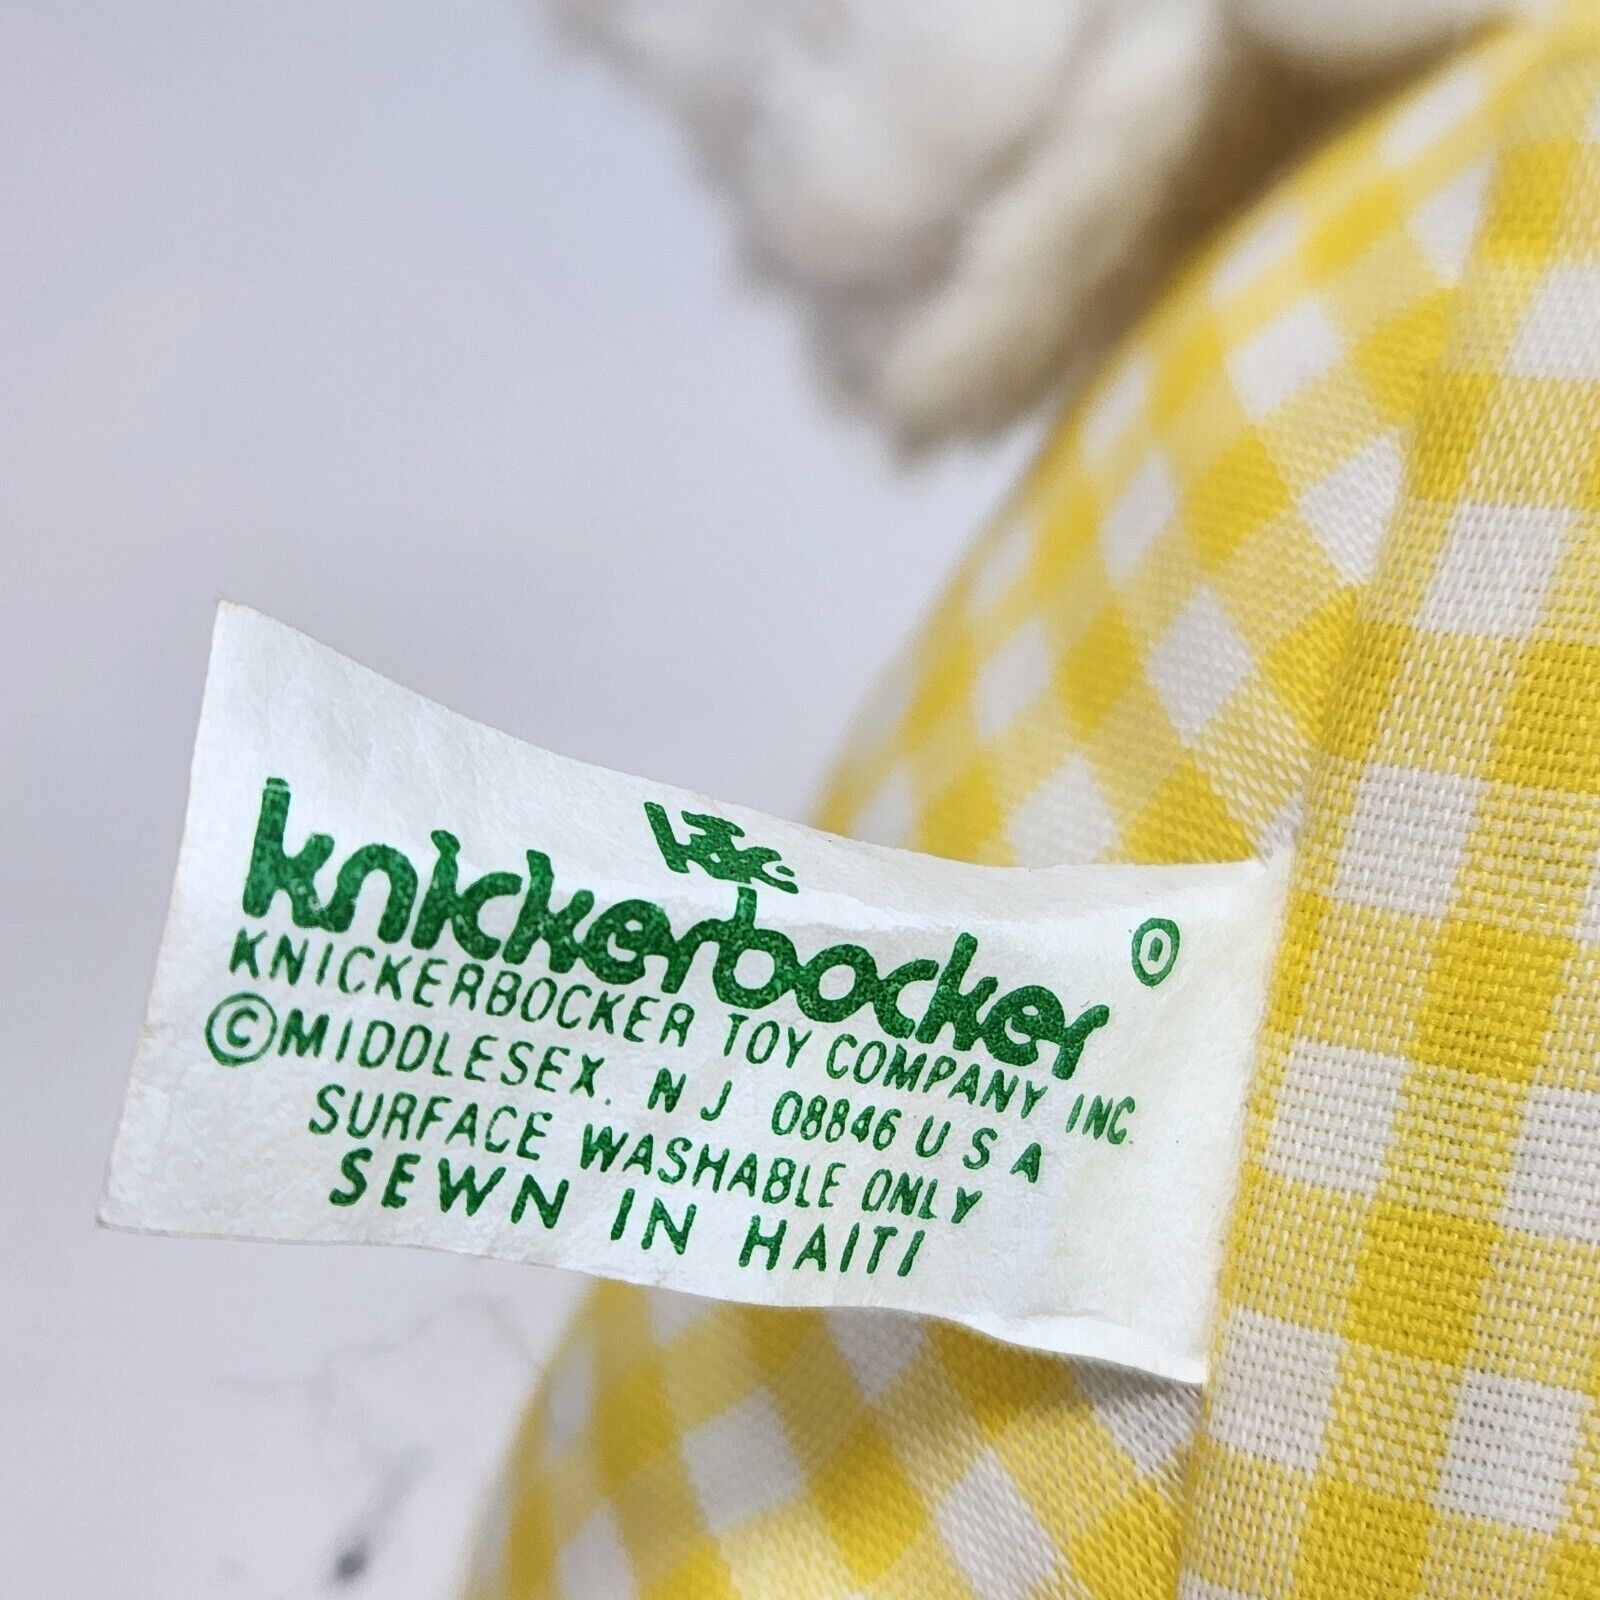 knickerbocker
KNICKERBOCKER TOY COMPANY INC.
©MIDDLESEX. N J 08846 U S A
SURFACE WASHABLE ONLY
SEWN IN HAITI